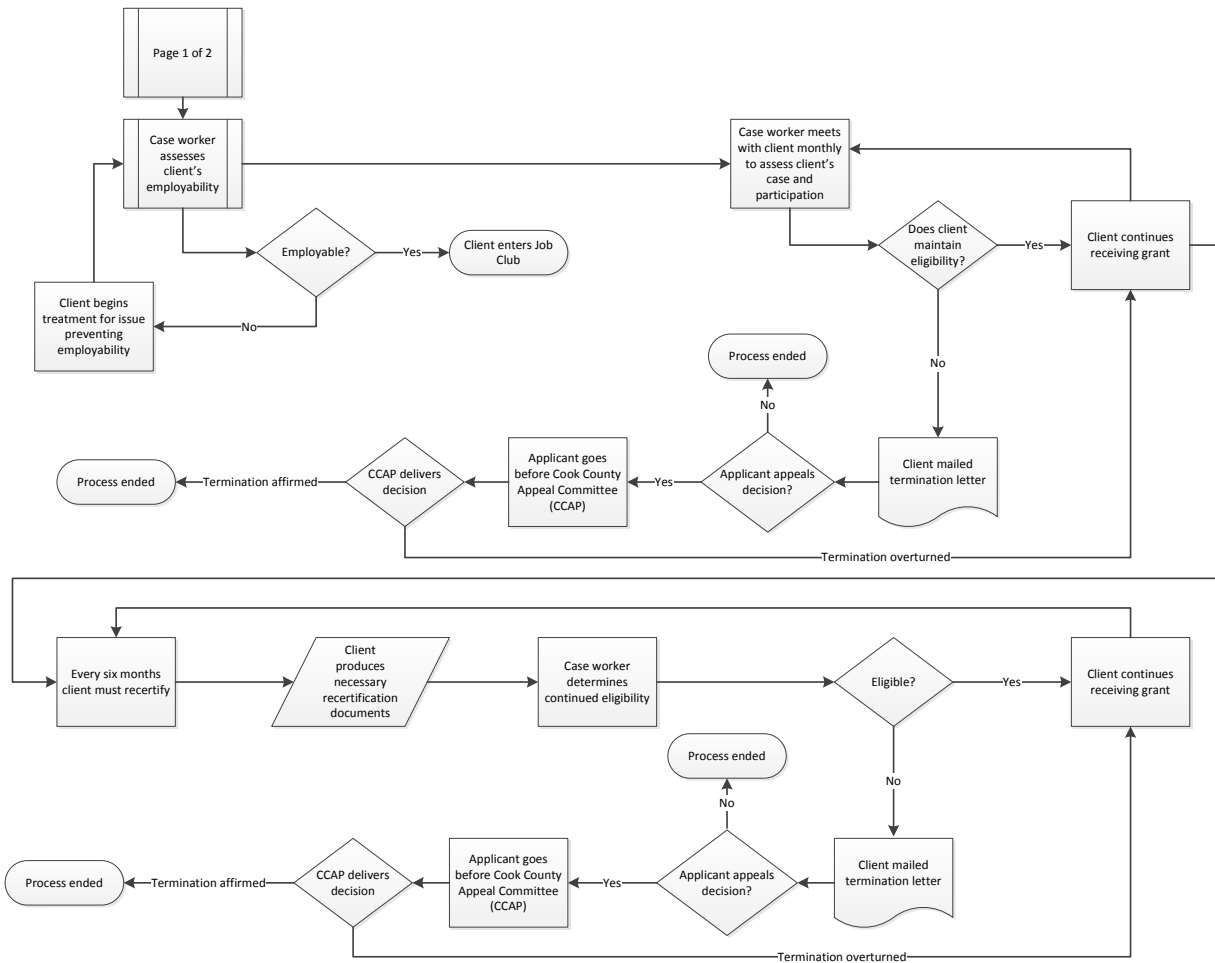 Page 1 of 2
Case worker
assesses
client's
employability
Case worker meets
with client monthly
to assess client's
case and
participation
Employable?
Yes
Client enters Job
Club
Does client
maintain
eligibility?
Yes
Client continues
receiving grant
Client begins
treatment for issue
preventing
employability
No
No
Process ended
No
Process ended
Termination affirmed
CCAP delivers
decision
Applicant goes
before Cook County
Appeal Committee
(CCAP)
Yes
Applicant appeals
decision?
Client mailed
termination letter
Termination overturned
Every six months
client must recertify
Client
produces
necessary
recertification
documents
Case worker
determines
continued eligibility
Eligible?
Yes
Client continues
receiving grant
No
Process ended
No
Process ended
Termination affirmed
CCAP delivers
decision
Applicant goes
before Cook County
Appeal Committee
(CCAP)
Yes
Applicant appeals
decision?
Client mailed
termination letter
Termination overturned